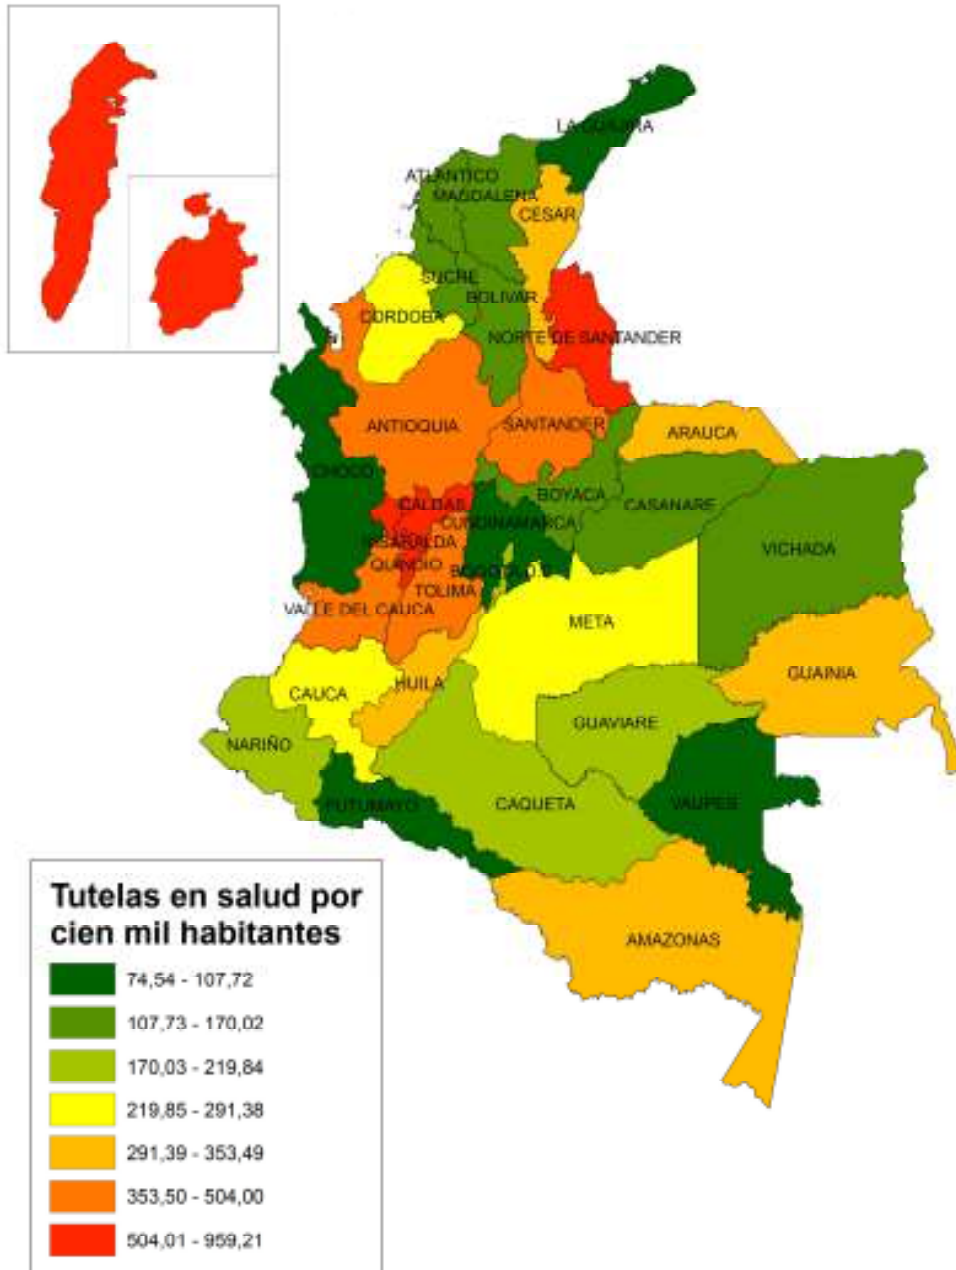 LA GUAJIRA
ATLANTICO
MAGDALENA
CESAR
SUCRE
BOLIVAR
CORDOBA
NORTE DE SANTANDER
ANTIOQUIA
SANTANDER
ARAUCA
CHOCO
CALDAS
BOYACA
CASANARE
CUNDINAMARCA
RISARALDA
VICHADA
QUINDIO
BOGOTA D.C
TOLIMA
VALLE DEL CAUCA
META
GUAINIA
HUILA
CAUCA
GUAVIARE
NARIÑO
PUTUMAYO
CAQUETA
VAUPES
AMAZONAS
Tutelas en salud por
cien mil habitantes
74,54 - 107,72
107,73 - 170,02
170,03 - 219,84
219,85 - 291,38
291,39 - 353,49
353,50 - 504,00
504,01 - 959,21